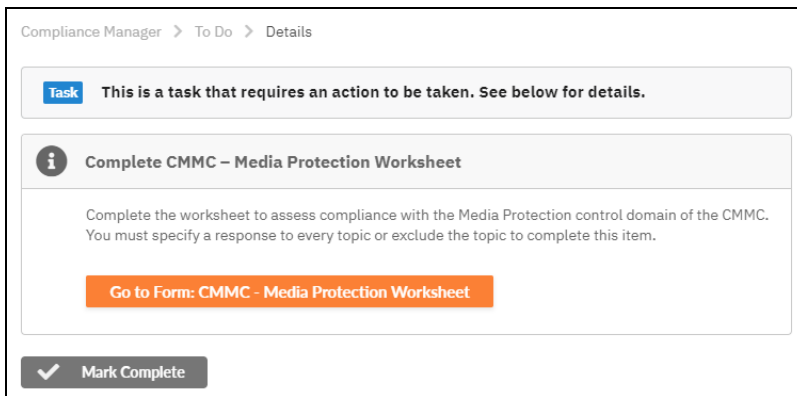 Compliance Manager > To Do > Details
Task This is a task that requires an action to be taken. See below for details.
Complete CMMC – Media Protection Worksheet
Complete the worksheet to assess compliance with the Media Protection control domain of the CMMC.
You must specify a response to every topic or exclude the topic to complete this item.
Go to Form: CMMC - Media Protection Worksheet
Mark Complete